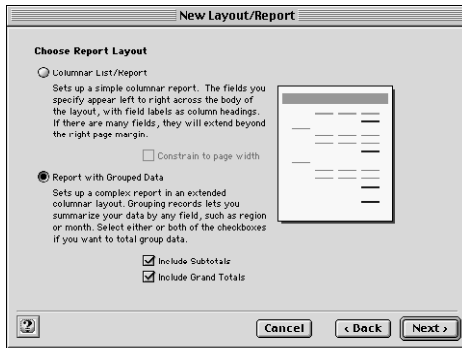 New Layout/Report
Choose Report Layout
Columnar List/Report
Sets up a simple columnar report. The fields you
specify appear left to right across the body of
the layout, with field labels as column headings.
If there are many fields, they will extend beyond
the right page margin.
Constrain to page width
Report with Grouped Data
Sets up a complex report in an extended
columnar layout. Grouping records lets you
summarize your data by any field, such as region
or month. Select either or both of the checkboxes
if you want to total group data.
Include Subtotals
Include Grand Totals
?
Cancel
‹ Back
Next ›